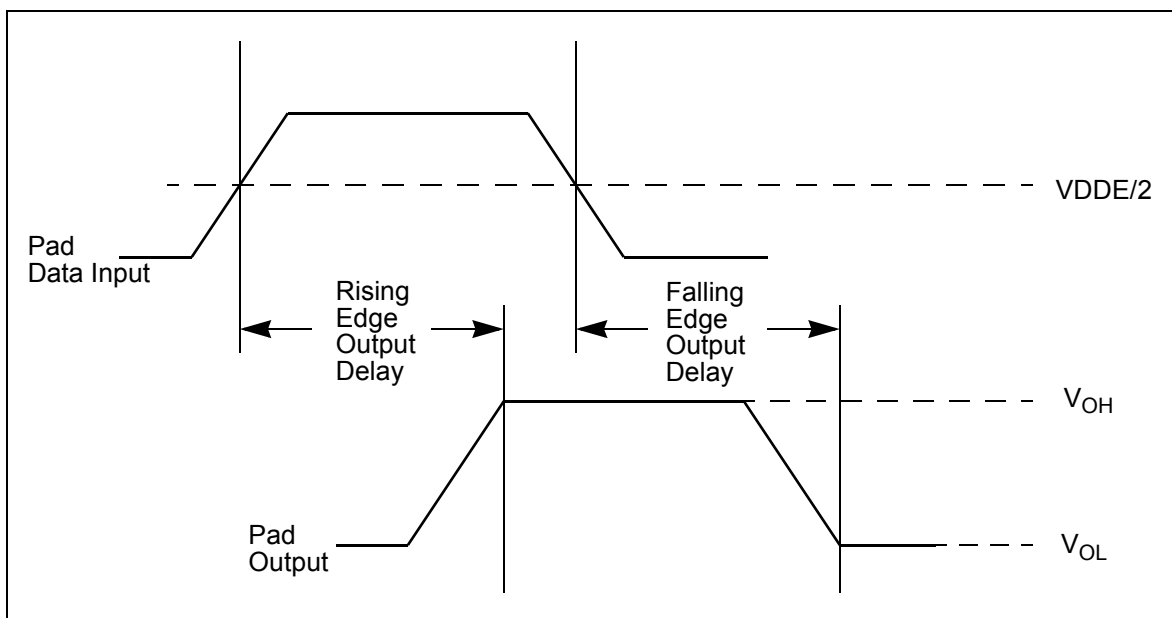 VDDE/2
Pad
Data Input
Rising
Edge
Output
Delay
Falling
Edge
Output
Delay
VOH
Pad
Output
VOL